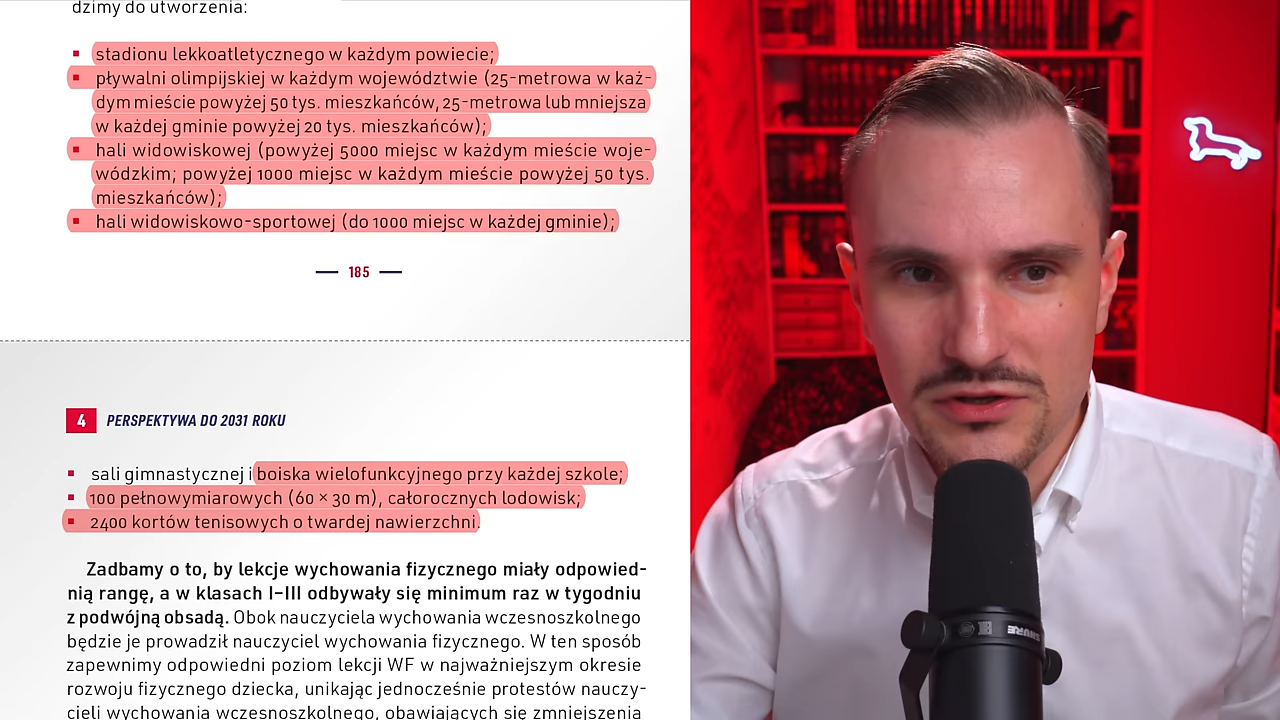 dzimy do utworzenia:
▪ stadionu lekkoatletycznego w każdym powiecie;
▪ pływalni olimpijskiej w każdym województwie (25-metrowa w każ-
dym mieście powyżej 50 tys. mieszkańców, 25-metrowa lub mniejsza
w każdej gminie powyżej 20 tys. mieszkańców);
▪ hali widowiskowej (powyżej 5000 miejsc w każdym mieście woje-
wódzkim; powyżej 1000 miejsc w każdym mieście powyżej 50 tys.
mieszkańców);
▪ hali widowiskowo-sportowej (do 1000 miejsc w każdej gminie);
— 185 —
4 PERSPEKTYWA DO 2031 ROKU
▪ sali gimnastycznej i boiska wielofunkcyjnego przy każdej szkole;
▪ 100 pełnowymiarowych (60 × 30 m), całorocznych lodowisk;
▪ 2400 kortów tenisowych o twardej nawierzchni.
Zadbamy o to, by lekcje wychowania fizycznego miały odpowied-
nią rangę, a w klasach I–III odbywały się minimum raz w tygodniu
z podwójną obsadą. Obok nauczyciela wychowania wczesnoszkolnego
będzie je prowadził nauczyciel wychowania fizycznego. W ten sposób
zapewnimy odpowiedni poziom lekcji WF w najważniejszym okresie
rozwoju fizycznego dziecka, unikając jednocześnie protestów nauczy-
cieli wychowania wczesnoszkolnego, obawiających się zmniejszenia
SHURE